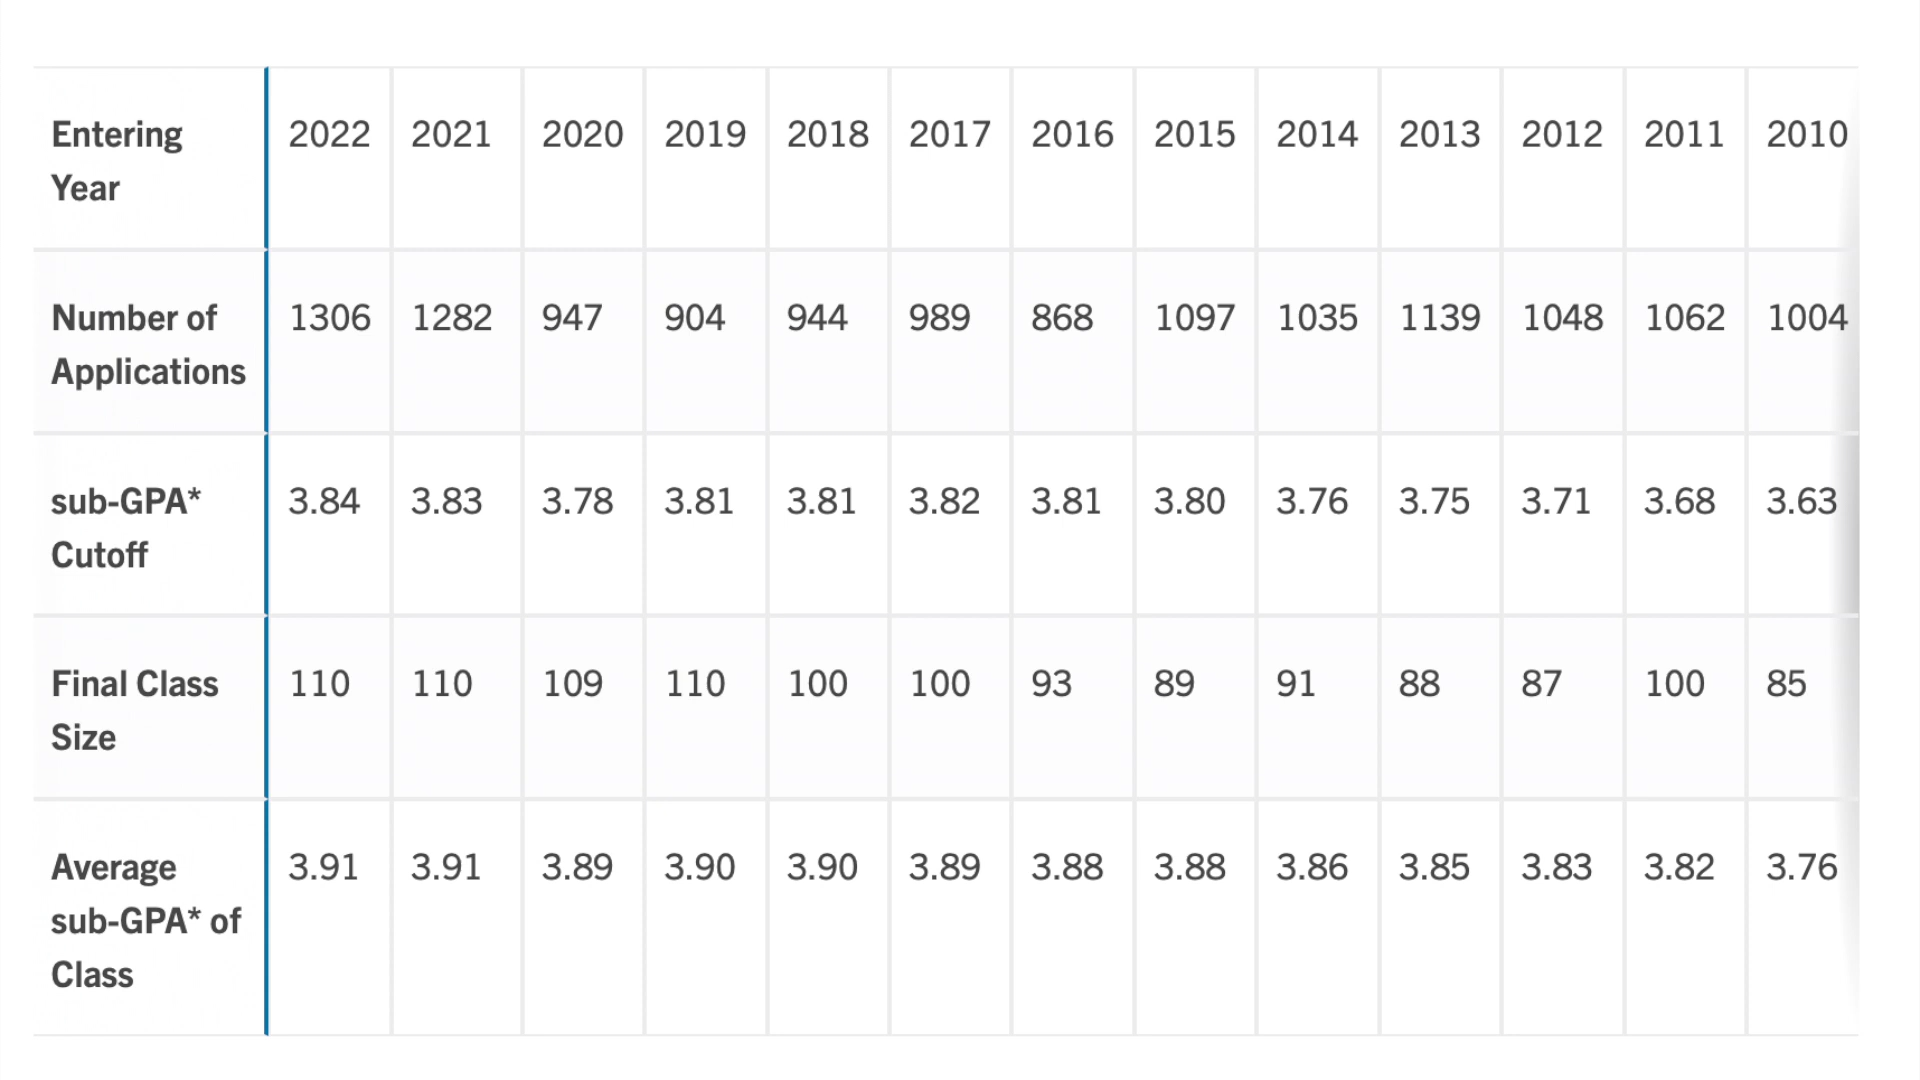 Entering Year 2022 2021 2020 2019 2018 2017 2016 2015 2014 2013 2012 2011 2010
Number of Applications 1306 1282 947 904 944 989 868 1097 1035 1139 1048 1062 1004
sub-GPA* Cutoff 3.84 3.83 3.78 3.81 3.81 3.82 3.81 3.80 3.76 3.75 3.71 3.68 3.63
Final Class Size 110 110 109 110 100 100 93 89 91 88 87 100 85
Average sub-GPA* of Class 3.91 3.91 3.89 3.90 3.90 3.89 3.88 3.88 3.86 3.85 3.83 3.82 3.76